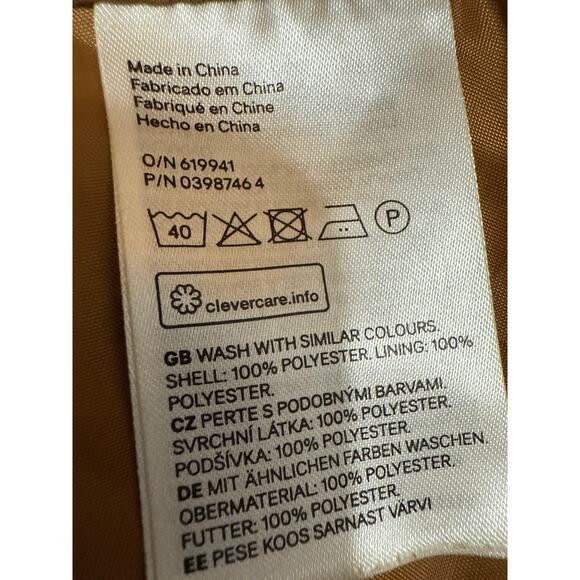 Made in China
Fabricado em China
Fabriqué en Chine
Hecho en China
O/N 619941
P/N 0398746 4
40
P
clevercare.info
GB WASH WITH SIMILAR COLOURS.
SHELL: 100% POLYESTER. LINING: 100%
POLYESTER.
CZ PERTE S PODOBNÝMI BARVAMI.
SVRCHNÍ LÁTKA: 100% POLYESTER.
PODŠÍVKA: 100% POLYESTER.
DE MIT ÄHNLICHEN FARBEN WASCHEN.
OBERMATERIAL: 100% POLYESTER.
FUTTER: 100% POLYESTER.
EE PESE KOOS SARNAST VÄRVI